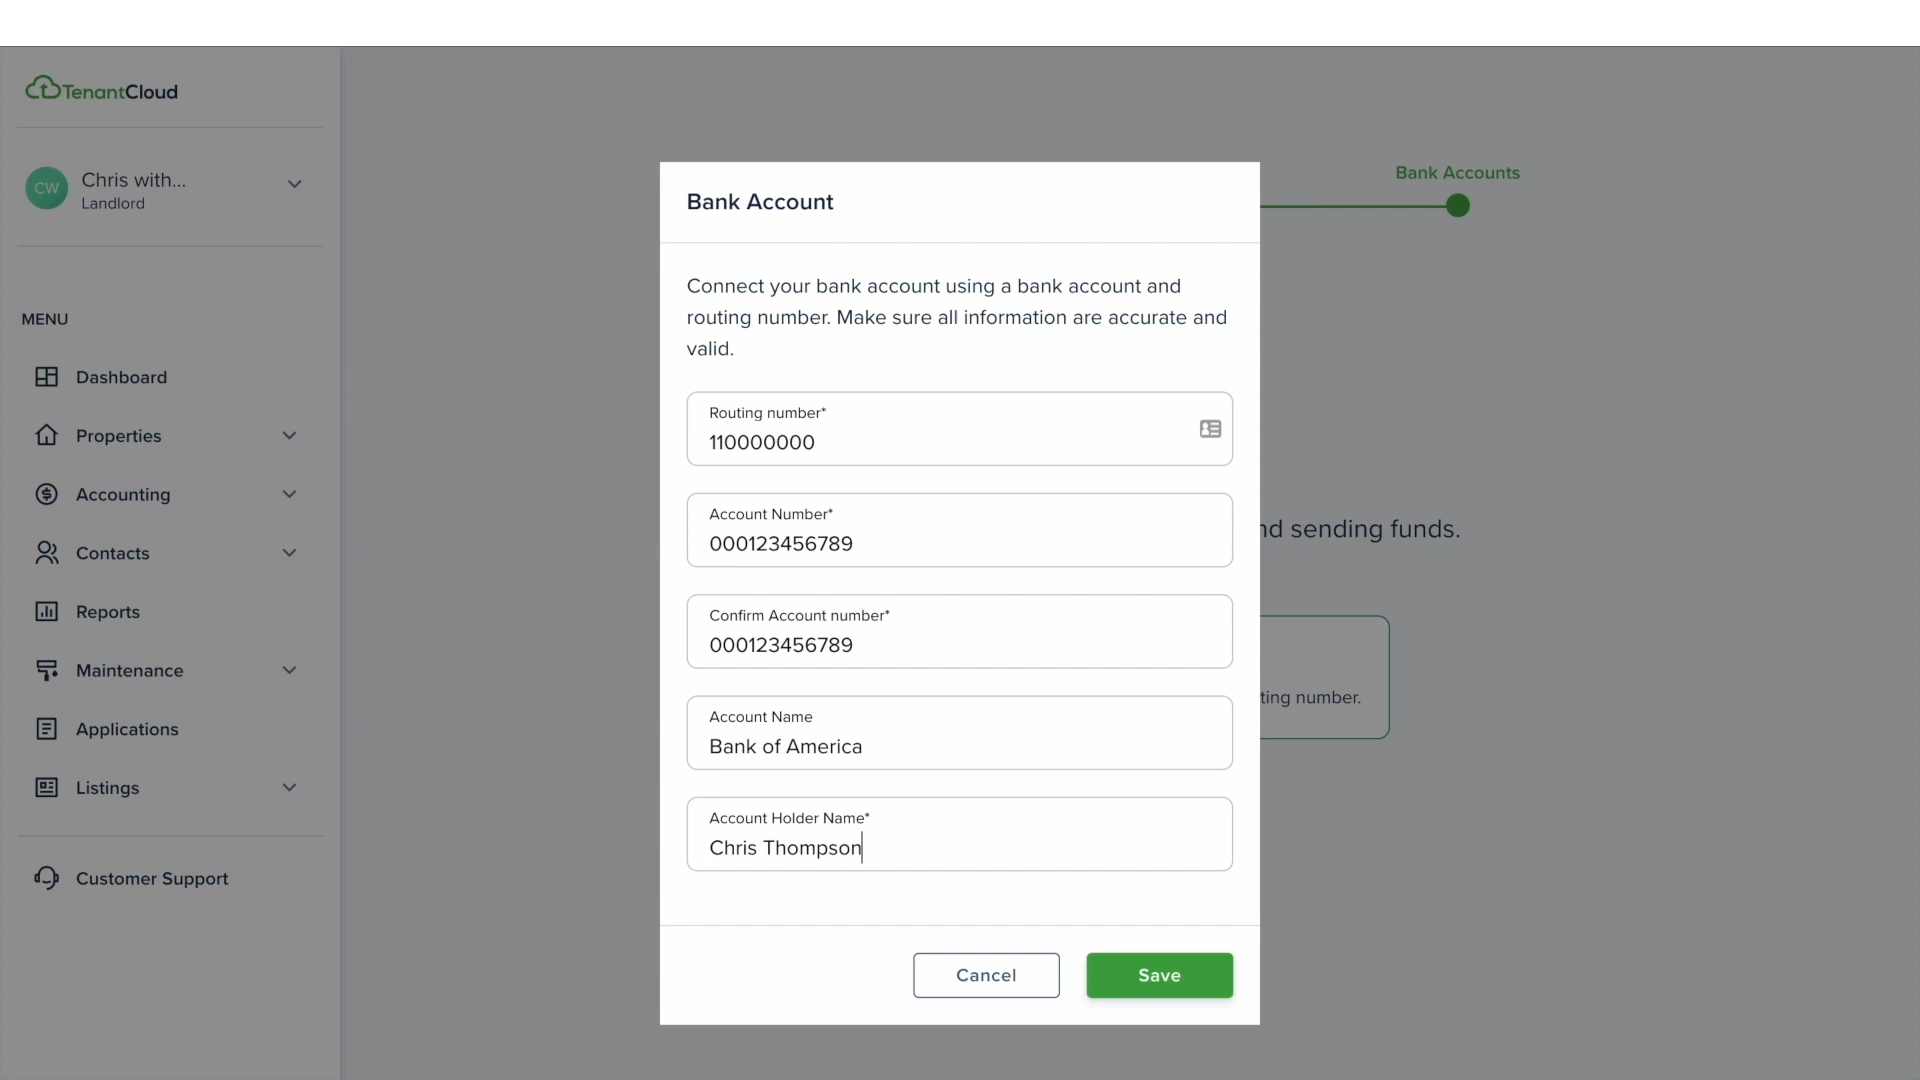 TenantCloud
CW
Chris with...
Landlord
MENU
Dashboard
Properties
Accounting
Contacts
Reports
Maintenance
Applications
Listings
Customer Support
Bank Accounts
nd sending funds.
ting number.
Bank Account
Connect your bank account using a bank account and
routing number. Make sure all information are accurate and
valid.
Routing number*
110000000
Account Number*
000123456789
Confirm Account number*
000123456789
Account Name
Bank of America
Account Holder Name*
Chris Thompson
Cancel
Save